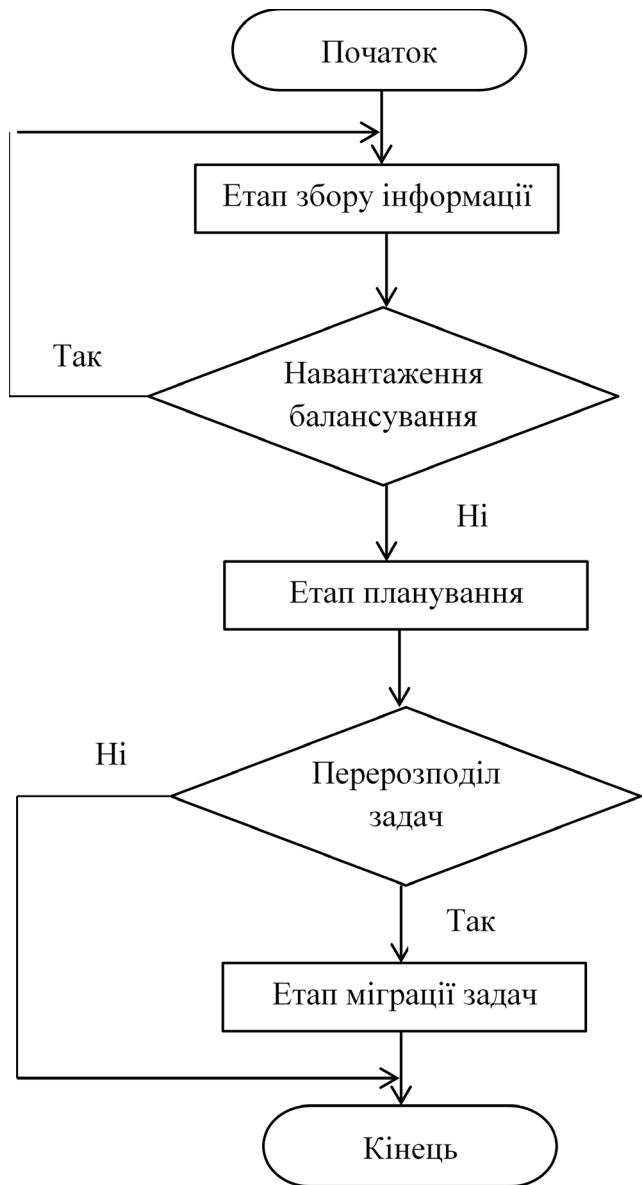 Початок
Етап збору інформації
Так
Навантаження
балансування
Ні
Етап планування
Ні
Перерозподіл
задач
Так
Етап міграції задач
Кінець